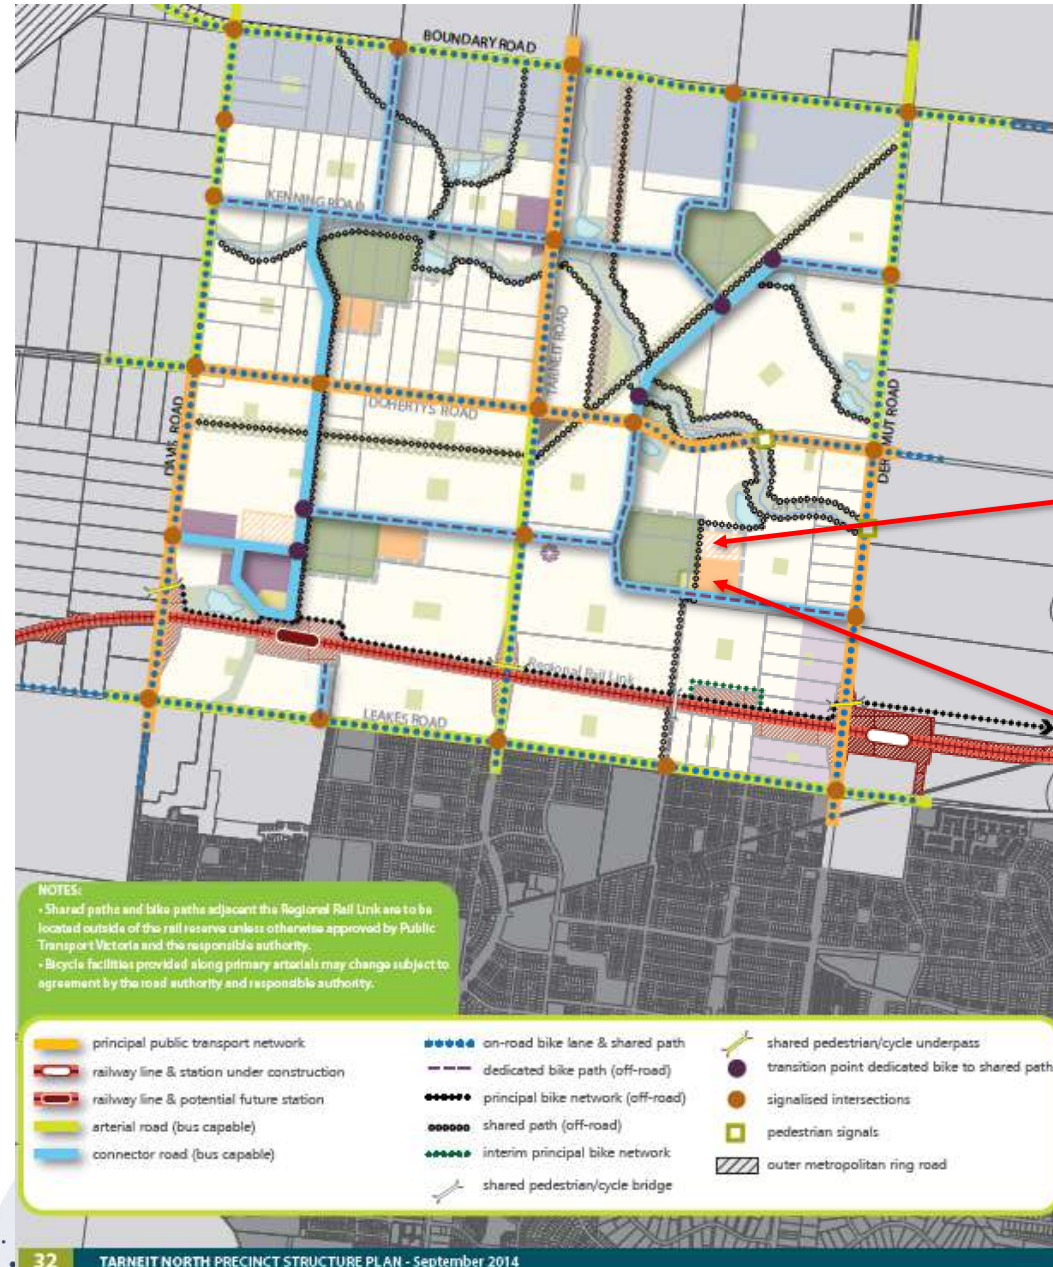 BOUNDARY ROAD
KENNING ROAD
TARNEIT ROAD
DOHERTYS ROAD
ROAD
ROAD
Regional Rail Link
LEAKES ROAD
NOTES:
- Shared paths and bike paths adjacent the Regional Rail Link are to be
located outside of the rail reserve unless otherwise approved by Public
Transport Victoria and the responsible authority.
- Bicycle facilities provided along primary arterials may change subject to
agreement by the road authority and responsible authority.
principal public transport network
railway line & station under construction
railway line & potential future station
arterial road (bus capable)
connector road (bus capable)
on-road bike lane & shared path
dedicated bike path (off-road)
principal bike network (off-road)
shared path (off-road)
interim principal bike network
shared pedestrian/cycle bridge
shared pedestrian/cycle underpass
transition point dedicated bike to shared path
signalised intersections
pedestrian signals
outer metropolitan ring road
32 TARNEIT NORTH PRECINCT STRUCTURE PLAN - September 2014